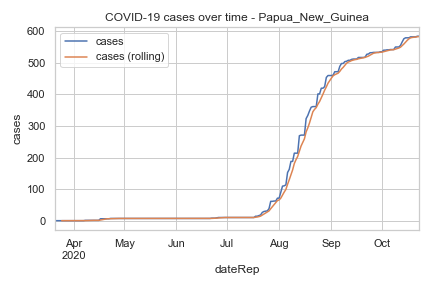 COVID-19 cases over time - Papua_New_Guinea
cases
cases (rolling)
600
500
400
300
200
100
0
cases
Apr May Jun Jul Aug Sep Oct
2020
dateRep